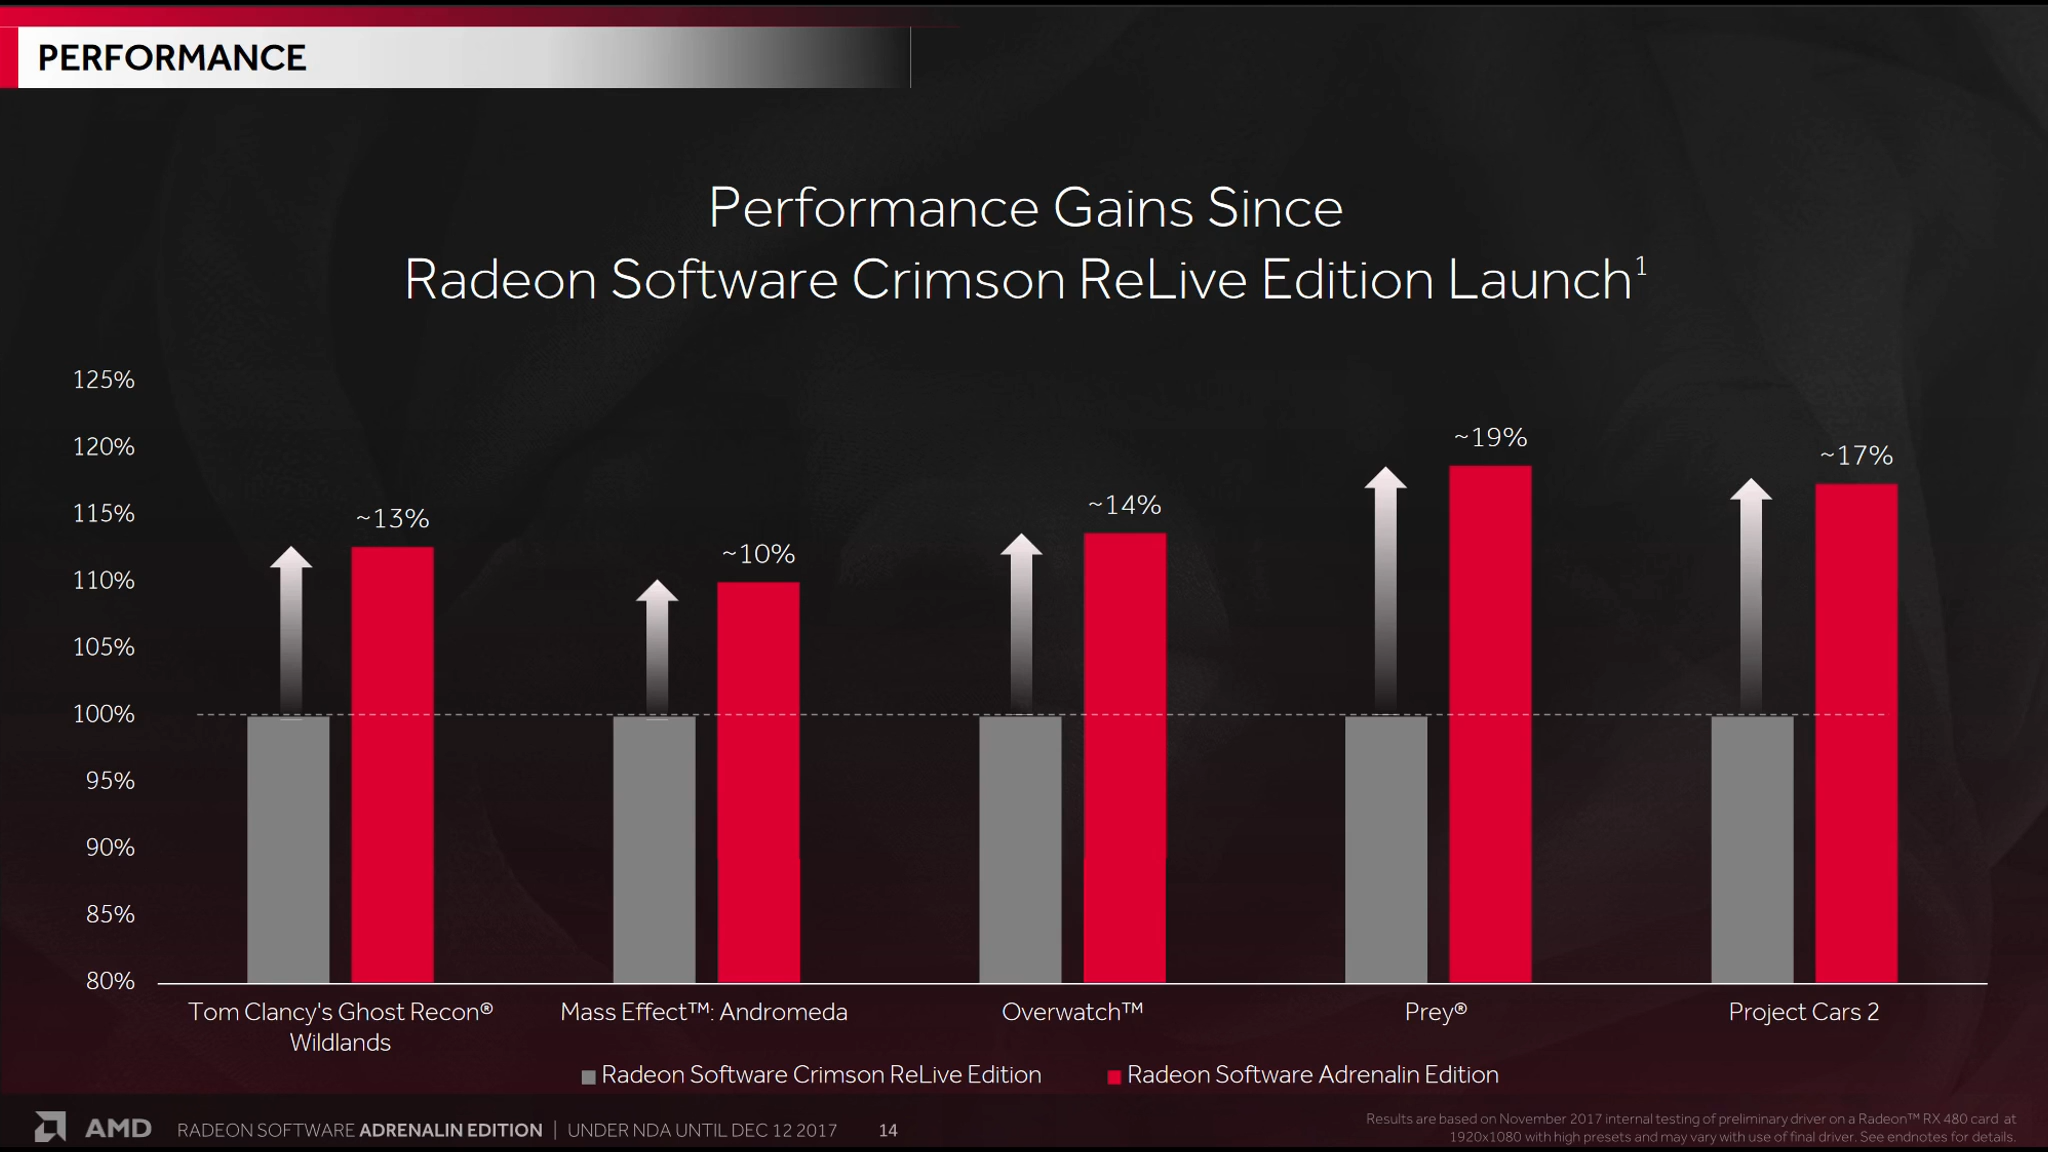 PERFORMANCE
Performance Gains Since
Radeon Software Crimson ReLive Edition Launch¹
125%
120%
115%
110%
105%
100%
95%
90%
85%
80%
~13%
~10%
~14%
~19%
~17%
Tom Clancy's Ghost Recon®
Wildlands
Mass Effect™: Andromeda
Overwatch™
Prey®
Project Cars 2
Radeon Software Crimson ReLive Edition
Radeon Software Adrenalin Edition
AMD
RADEON SOFTWARE ADRENALIN EDITION | UNDER NDA UNTIL DEC 12 2017 14
Results are based on November 2017 internal testing of preliminary driver on a Radeon™ RX 480 card at
1920x1080 with high presets and may vary with use of final driver. See endnotes for details.